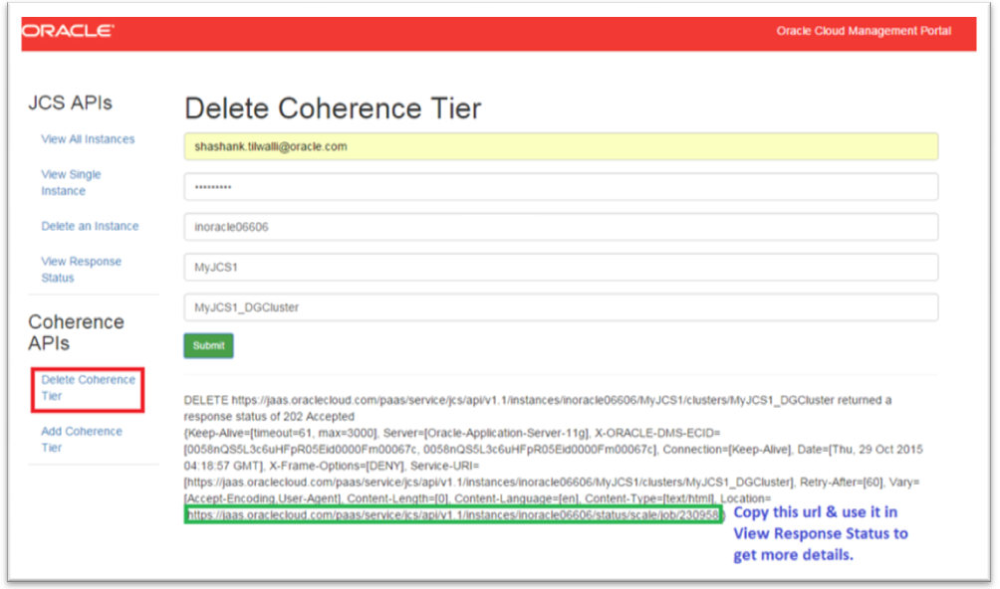 ORACLE
Oracle Cloud Management Portal
JCS APIs
View All Instances
View Single
Instance
Delete an Instance
View Response
Status
Coherence
APIs
Delete Coherence
Tier
Add Coherence
Tier
Delete Coherence Tier
shashank.tilwalli@oracle.com
•••••••••
inoracle06606
MyJCS1
MyJCS1_DGCluster
Submit
DELETE https://jaas.oraclecloud.com/paas/service/jcs/api/v1.1/instances/inoracle06606/MyJCS1/clusters/MyJCS1_DGCluster returned a
response status of 202 Accepted
{Keep-Alive=[timeout=61, max=3000], Server=[Oracle-Application-Server-11g], X-ORACLE-DMS-ECID=
[0058nQS5L3c6uHFpR05Eid0000Fm00067c, 0058nQS5L3c6uHFpR05Eid0000Fm00067c], Connection=[Keep-Alive], Date=[Thu, 29 Oct 2015
04:18:57 GMT], X-Frame-Options=[DENY], Service-URI=
[https://jaas.oraclecloud.com/paas/service/jcs/api/v1.1/instances/inoracle06606/MyJCS1/clusters/MyJCS1_DGCluster], Retry-After=[60], Vary=
[Accept-Encoding,User-Agent], Content-Length=[0], Content-Language=[en], Content-Type=[text/html], Location=
https://jaas.oraclecloud.com/paas/service/jcs/api/v1.1/instances/inoracle06606/status/scale/job/230958
Copy this url & use it in
View Response Status to
get more details.